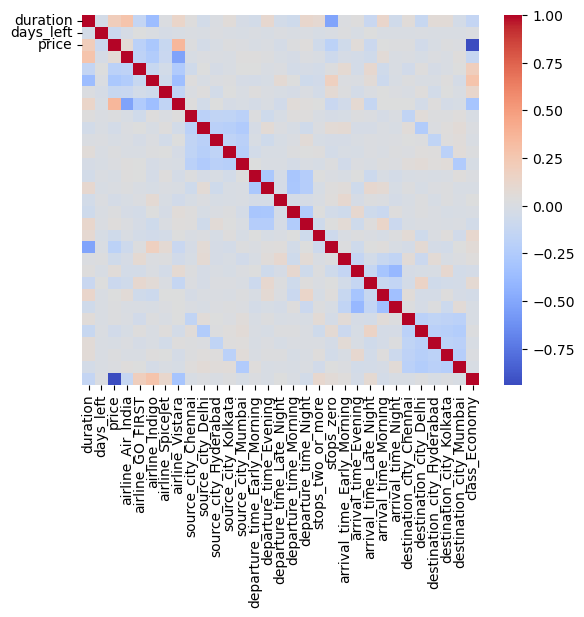 duration
days_left
price
1.00
0.75
0.50
0.25
0.00
−0.25
−0.50
−0.75
duration
days_left
price
airline_Air_India
airline_GO_FIRST
airline_Indigo
airline_SpiceJet
airline_Vistara
source_city_Chennai
source_city_Delhi
source_city_Hyderabad
source_city_Kolkata
source_city_Mumbai
departure_time_Early_Morning
departure_time_Evening
departure_time_Late_Night
departure_time_Morning
departure_time_Night
stops_two_or_more
stops_zero
arrival_time_Early_Morning
arrival_time_Evening
arrival_time_Late_Night
arrival_time_Morning
arrival_time_Night
destination_city_Chennai
destination_city_Delhi
destination_city_Hyderabad
destination_city_Kolkata
destination_city_Mumbai
class_Economy